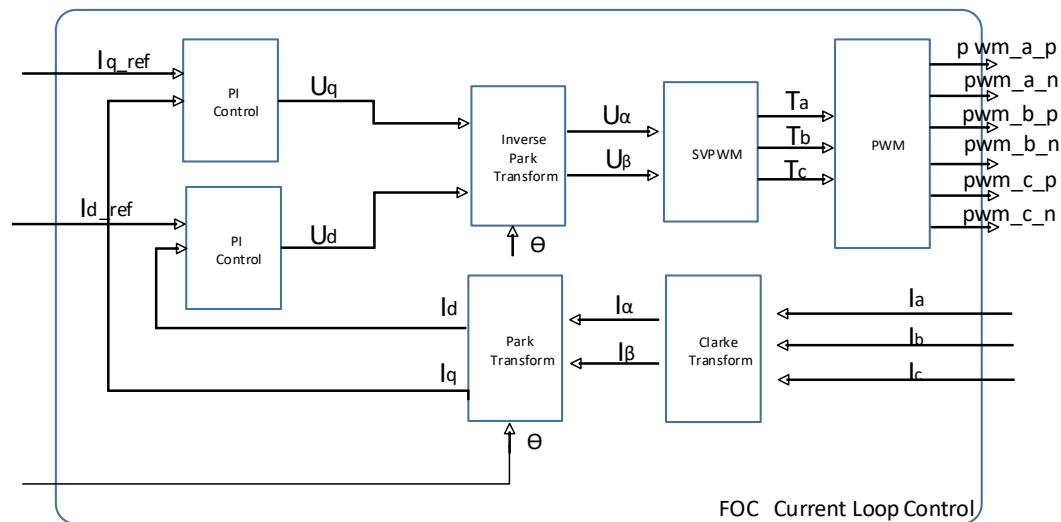 Iq_ref
PI
Control
Uq
Inverse
Park
Transform
Uα
Uβ
SVPWM
Ta
Tb
Tc
PWM
p wm_a_p
pwm_a_n
pwm_b_p
pwm_b_n
pwm_c_p
pwm_c_n
Id_ref
PI
Control
Ud
Θ
Id
Iq
Park
Transform
Iα
Iβ
Clarke
Transform
Ia
Ib
Ic
Θ
FOC Current Loop Control